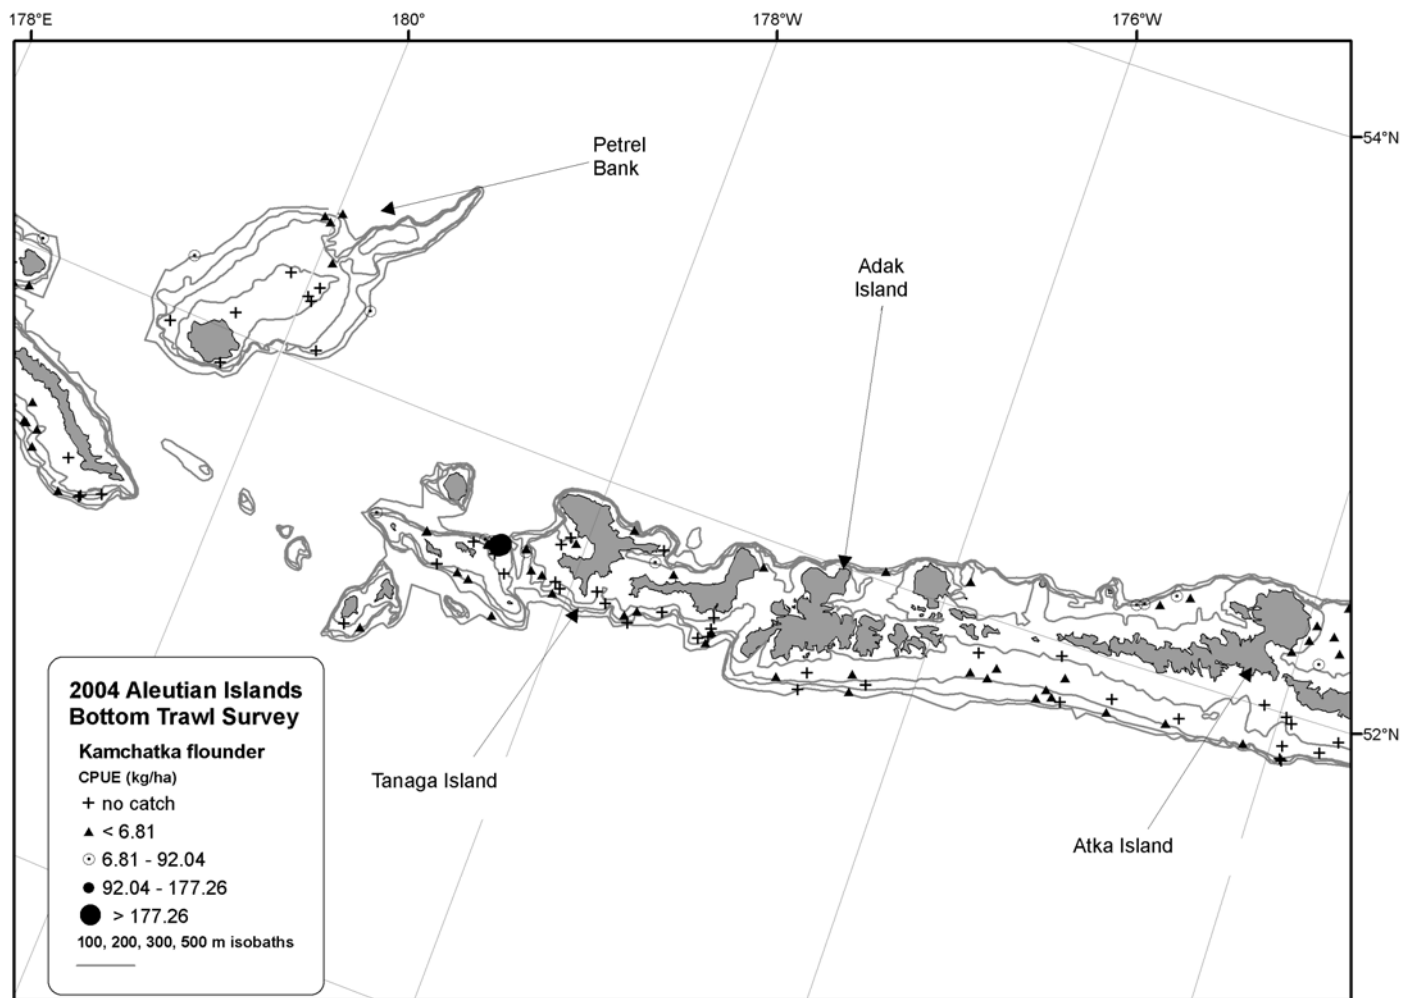 178°E
180°
178°W
176°W
54°N
Petrel
Bank
Adak
Island
52°N
Tanaga Island
Atka Island
2004 Aleutian Islands
Bottom Trawl Survey
Kamchatka flounder
CPUE (kg/ha)
no catch
< 6.81
6.81 - 92.04
92.04 - 177.26
> 177.26
100, 200, 300, 500 m isobaths